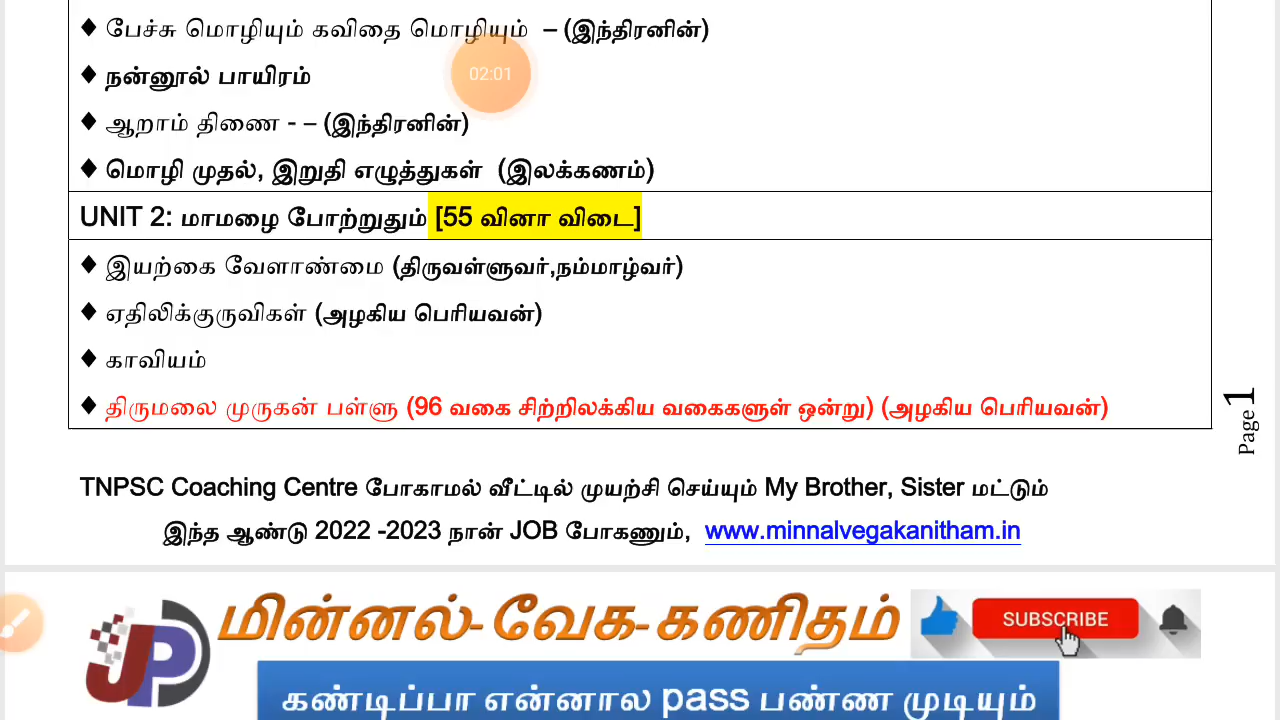 ♦ பேச்சு மொழியும் கவிதை மொழியும் – (இந்திரனின்)
02:01
♦ நன்னூல் பாயிரம்
♦ ஆறாம் திணை - – (இந்திரனின்)
♦ மொழி முதல், இறுதி எழுத்துகள் (இலக்கணம்)
UNIT 2: மாமழை போற்றுதும் [55 வினா விடை]
♦ இயற்கை வேளாண்மை (திருவள்ளுவர்,நம்மாழ்வர்)
♦ ஏதிலிக்குருவிகள் (அழகிய பெரியவன்)
♦ காவியம்
♦ திருமலை முருகன் பள்ளு (96 வகை சிற்றிலக்கிய வகைகளுள் ஒன்று) (அழகிய பெரியவன்)
Page 1
TNPSC Coaching Centre போகாமல் வீட்டில் முயற்சி செய்யும் My Brother, Sister மட்டும்
இந்த ஆண்டு 2022 -2023 நான் JOB போகணும், www.minnalvegakanitham.in
JP
மின்னல்-வேக-கணிதம்
SUBSCRIBE
கண்டிப்பா என்னால pass பண்ண முடியும்